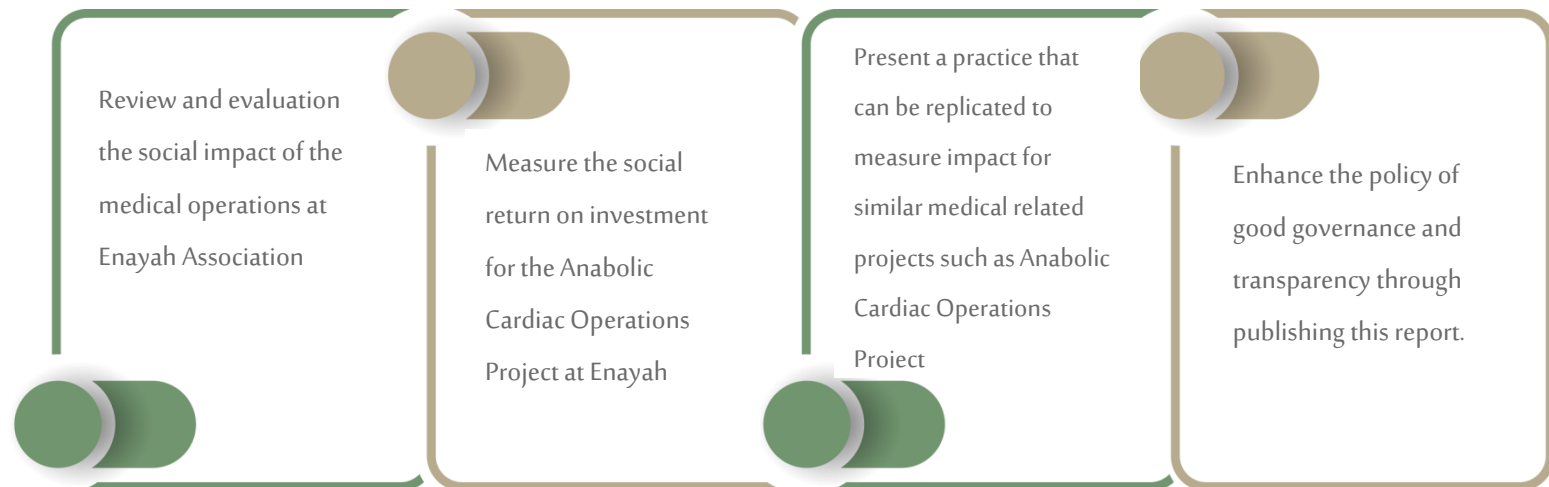 Review and evaluation
the social impact of the
medical operations at
Enayah Association
Measure the social
return on investment
for the Anabolic
Cardiac Operations
Project at Enayah
Present a practice that
can be replicated to
measure impact for
similar medical related
projects such as Anabolic
Cardiac Operations
Project
Enhance the policy of
good governance and
transparency through
publishing this report.